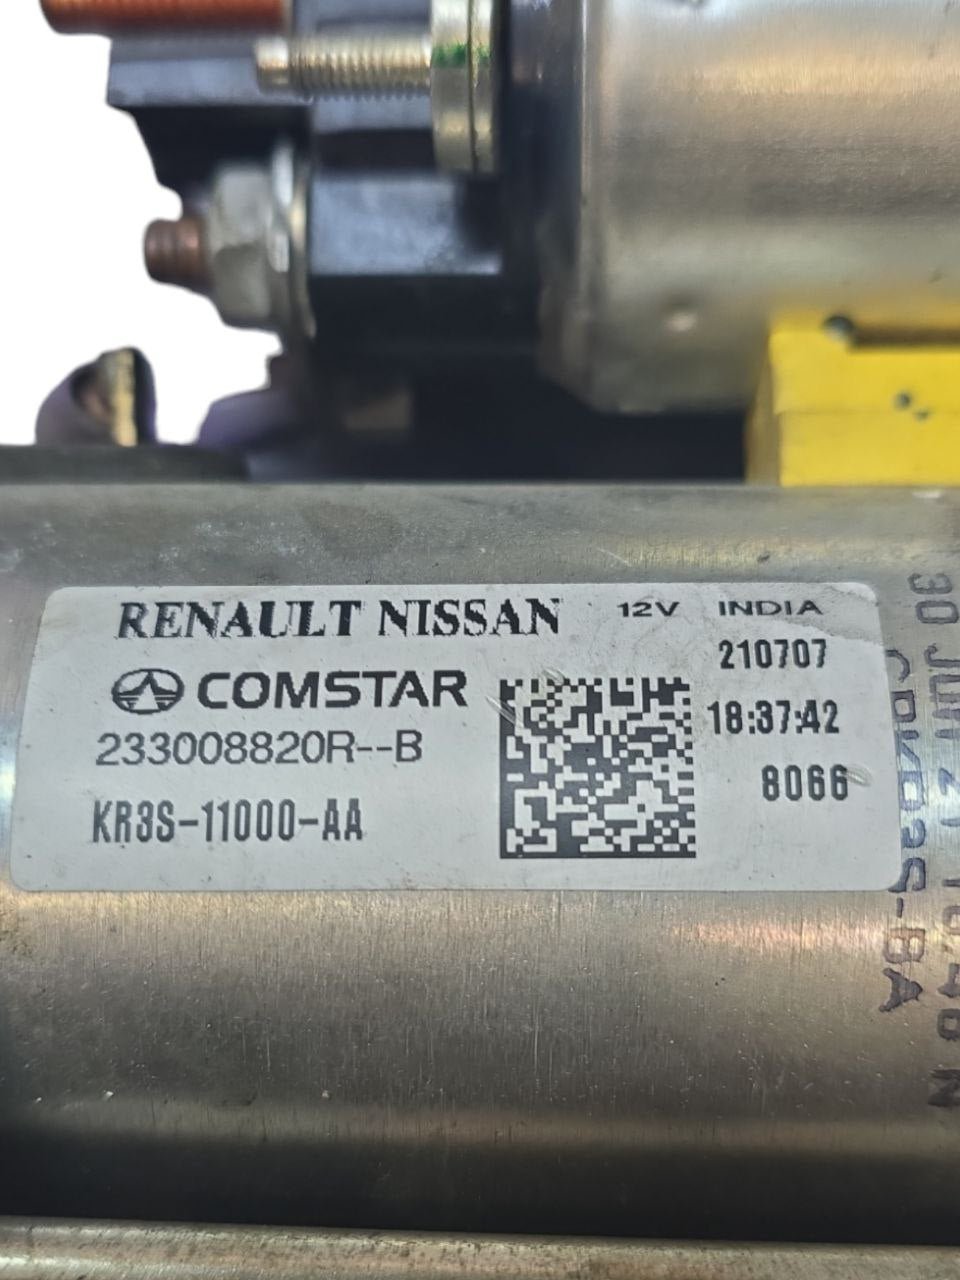 RENAULT NISSAN 12V INDIA
210707
COMSTAR
18:37:42
233008820R--B
8066
KR3S-11000-AA